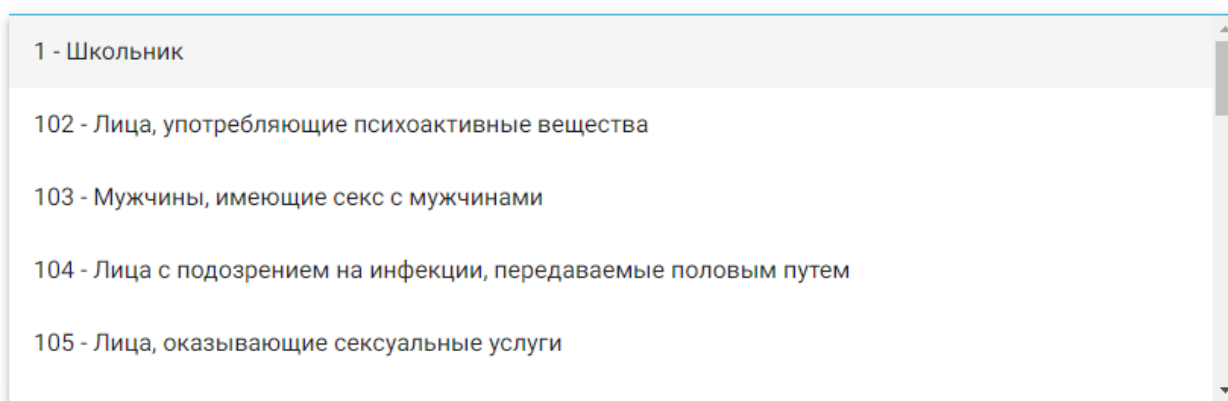 1 - Школьник
102 - Лица, употребляющие психоактивные вещества
103 - Мужчины, имеющие секс с мужчинами
104 - Лица с подозрением на инфекции, передаваемые половым путем
105 - Лица, оказывающие сексуальные услуги